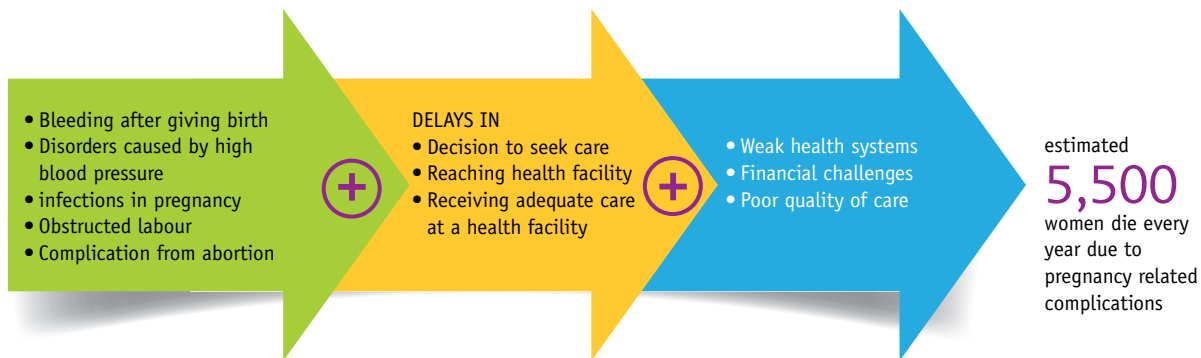 • Bleeding after giving birth
• Disorders caused by high
blood pressure
• infections in pregnancy
• Obstructed labour
• Complication from abortion
+
DELAYS IN
• Decision to seek care
• Reaching health facility
• Receiving adequate care
at a health facility
+
• Weak health systems
• Financial challenges
• Poor quality of care
estimated
5,500
women die every
year due to
pregnancy related
complications